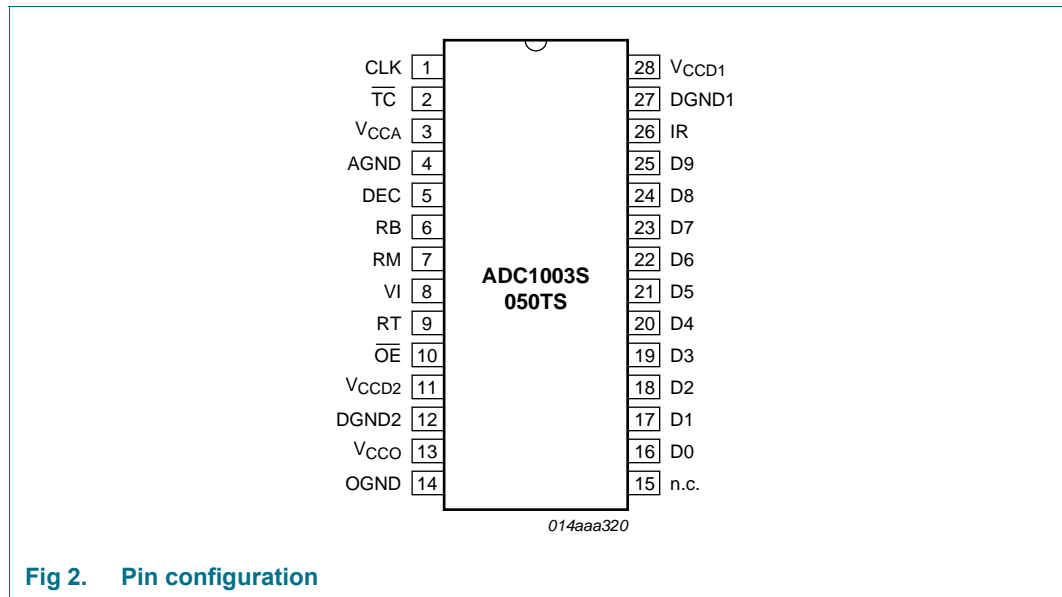 CLK 1
T̅C̅ 2
VCCA 3
AGND 4
DEC 5
RB 6
RM 7
VI 8
RT 9
O̅E̅ 10
VCCD2 11
DGND2 12
VCCO 13
OGND 14
ADC1003S
050TS
28 VCCD1
27 DGND1
26 IR
25 D9
24 D8
23 D7
22 D6
21 D5
20 D4
19 D3
18 D2
17 D1
16 D0
15 n.c.
014aaa320
Fig 2. Pin configuration